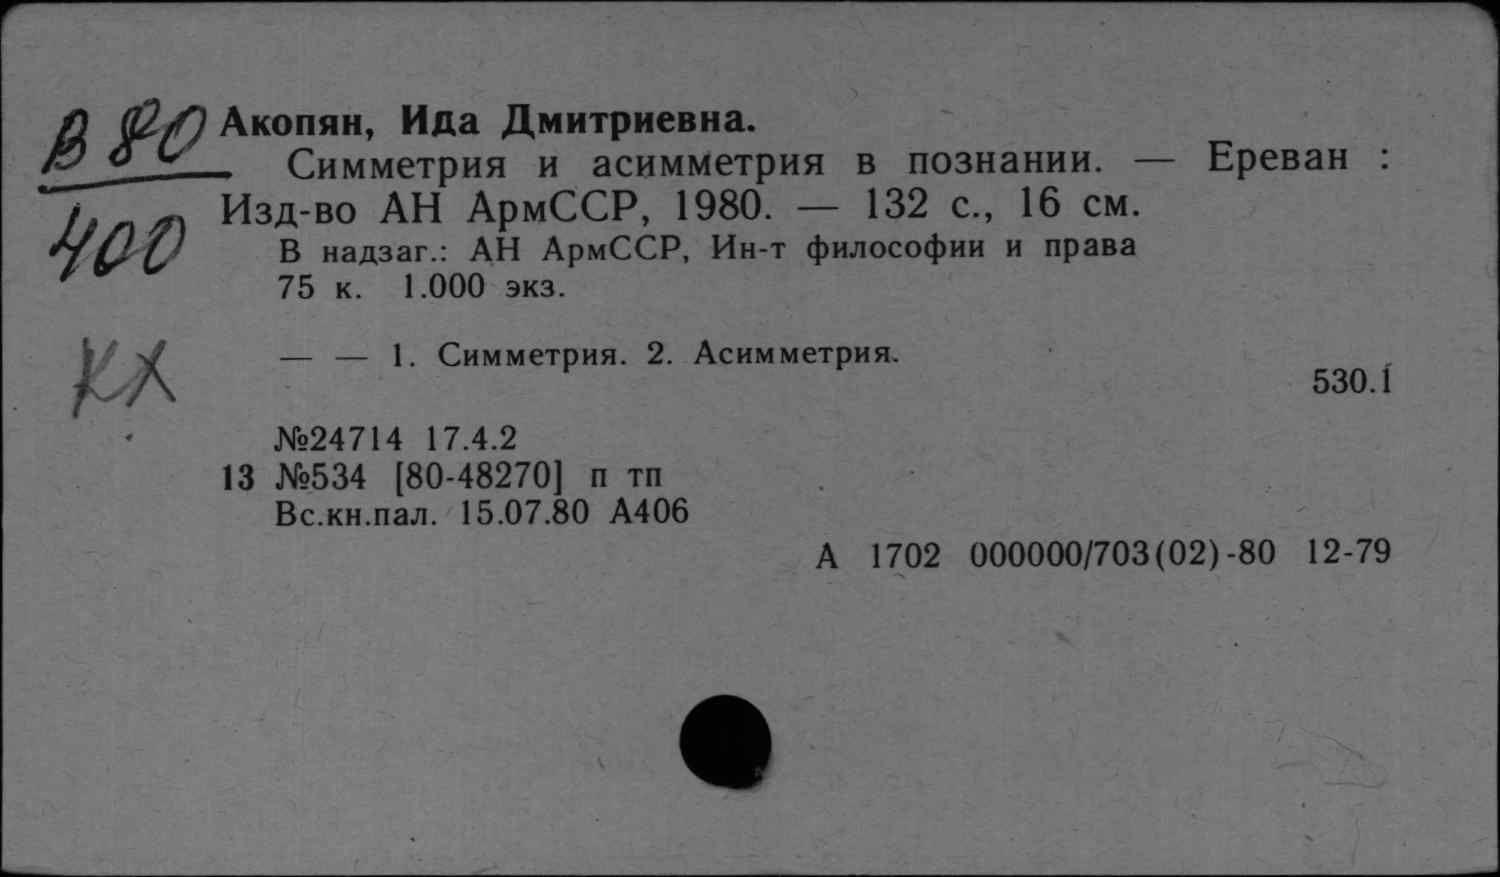 В 80
400
КХ
Акопян, Ида Дмитриевна.
Симметрия и асимметрия в познании. — Ереван :
Изд-во АН АрмССР, 1980. — 132 с., 16 см.
В надзаг.: АН АрмССР, Ин-т философии и права
75 к. 1.000 экз.
— — 1. Симметрия. 2. Асимметрия.
530.1
№24714 17.4.2
13 №534 [80-48270] п тп
Вс.кн.пал. 15.07.80 А406
А 1702 000000/703(02)-80 12-79